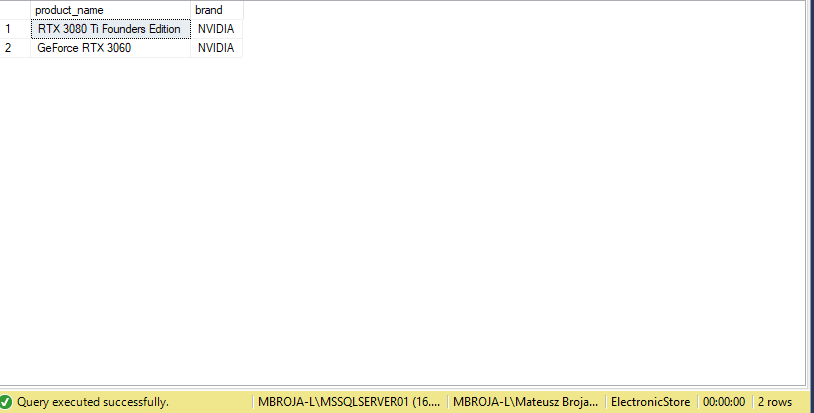 product_name brand
1 RTX 3080 Ti Founders Edition NVIDIA
2 GeForce RTX 3060 NVIDIA
Query executed successfully. MBROJA-L\MSSQLSERVER01 (16.... MBROJA-L\Mateusz Broja... ElectronicStore 00:00:00 2 rows